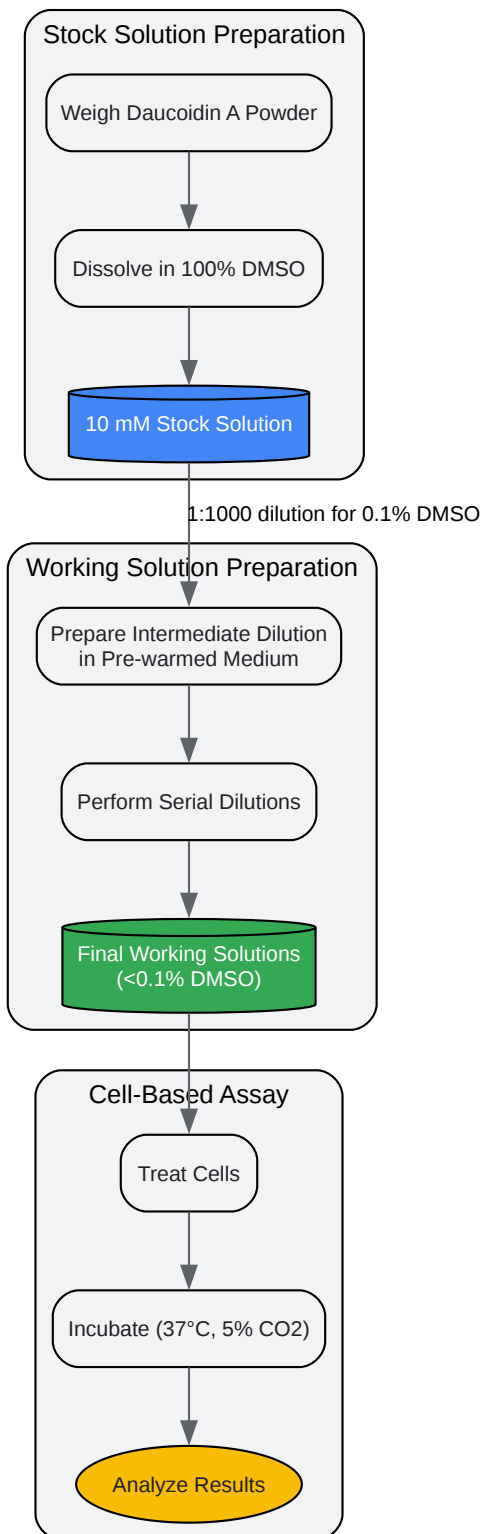 Stock Solution Preparation
Weigh Daucoidin A Powder
Dissolve in 100% DMSO
10 mM Stock Solution
1:1000 dilution for 0.1% DMSO
Working Solution Preparation
Prepare Intermediate Dilution
in Pre-warmed Medium
Perform Serial Dilutions
Final Working Solutions
(<0.1% DMSO)
Cell-Based Assay
Treat Cells
Incubate (37°C, 5% CO2)
Analyze Results